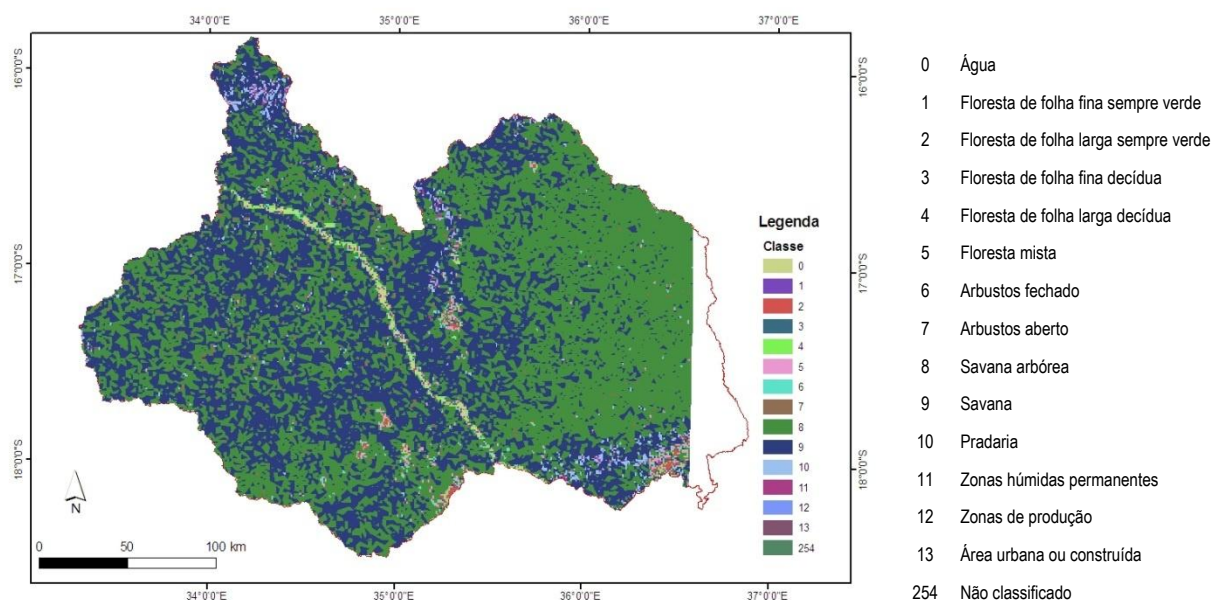 34°0'0"E 35°0'0"E 36°0'0"E 37°0'0"E
16°0'0"S 16°0'0"S
17°0'0"S 17°0'0"S
18°0'0"S 18°0'0"S
Legenda
Classe
0
1
2
3
4
5
6
7
8
9
10
11
12
13
254
N
0 50 100 km
34°0'0"E 35°0'0"E 36°0'0"E 37°0'0"E
0 Água
1 Floresta de folha fina sempre verde
2 Floresta de folha larga sempre verde
3 Floresta de folha fina decídua
4 Floresta de folha larga decídua
5 Floresta mista
6 Arbustos fechado
7 Arbustos aberto
8 Savana arbórea
9 Savana
10 Pradaria
11 Zonas húmidas permanentes
12 Zonas de produção
13 Área urbana ou construída
254 Não classificado